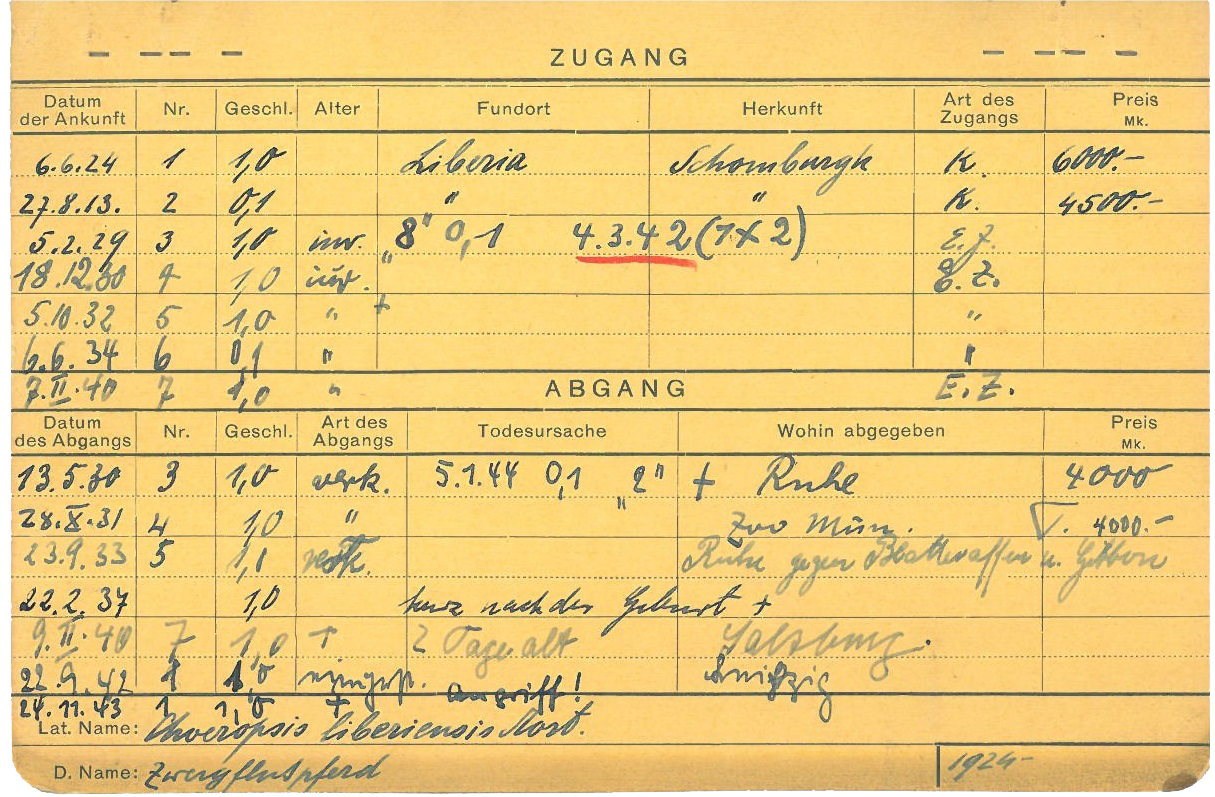 ZUGANG
Datum der Ankunft Nr. Geschl. Alter Fundort Herkunft Art des Zugangs Preis Mk.
6.6.24 1 1,0 Liberia Schomburgk K. 6000.-
27.8.13. 2 0,1 " " K. 4500.-
5.2.29 3 1,0 juv. "8" 0,1 4.3.42 (1x2) E.Z.
18.12.30 4 1,0 juv. E.Z.
5.10.32 5 1,0 " + "
6.6.34 6 0,1 " "
7.II.40 7 1,0 " E.Z.
ABGANG
Datum des Abgangs Nr. Geschl. Art des Abgangs Todesursache Wohin abgegeben Preis Mk.
13.5.30 3 1,0 verk. 5.1.44 0,1 "2" + Ruhe 4000
28.X.31 4 1,0 " Zoo Mün. 4000.-
23.9.33 5 1,1 Ruhe gegen u. Gibbon
22.2.37 1,0 kurz nach der Geburt +
9.II.40 7 1,0 + 2 Tage alt Salzburg.
22.9.42 1 1,0 Leipzig
24.11.43 1 1,0 + Angriff!
Lat. Name: Choeropsis liberiensis Mort.
D. Name: Zwergflußpferd 1924-